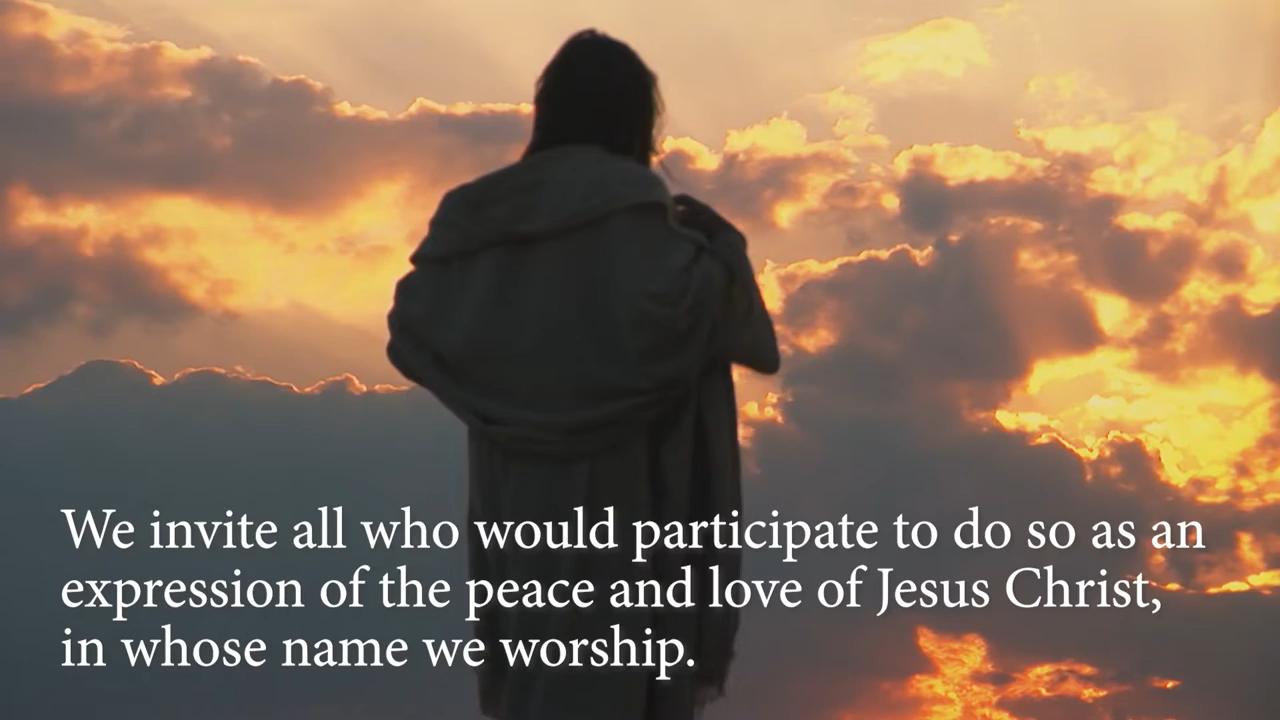 We invite all who would participate to do so as an
expression of the peace and love of Jesus Christ,
in whose name we worship.